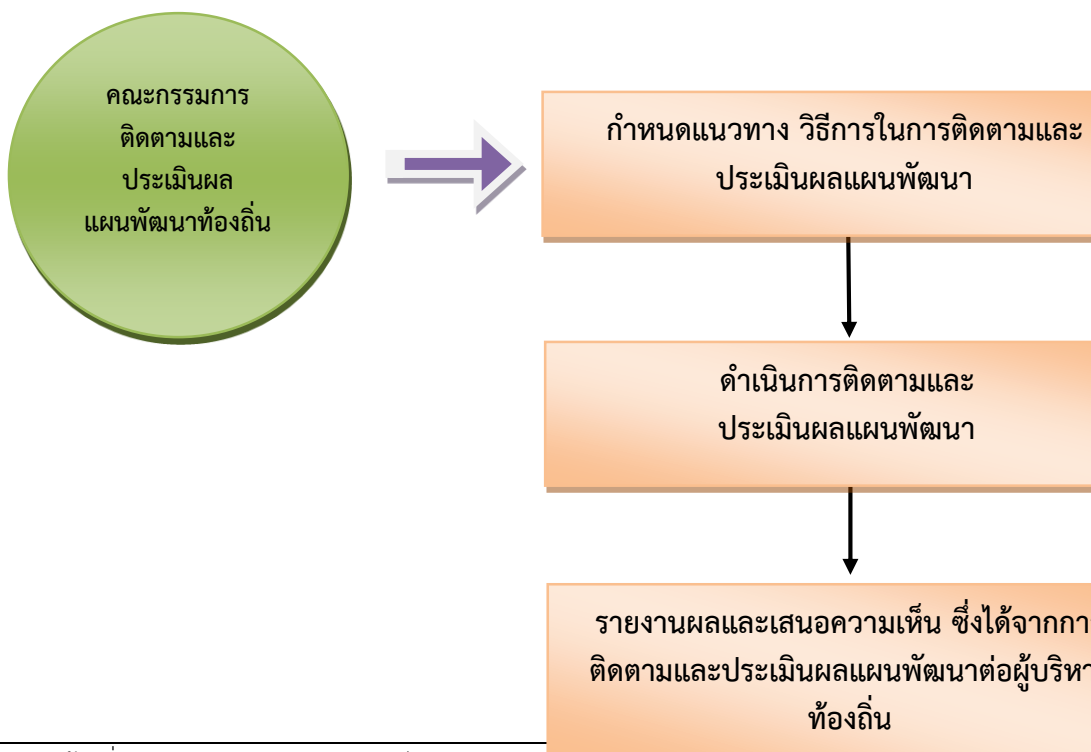 คณะกรรมการ
ติดตามและ
ประเมินผล
แผนพัฒนาท้องถิ่น
กำหนดแนวทาง วิธีการในการติดตามและ
ประเมินผลแผนพัฒนา
ดำเนินการติดตามและ
ประเมินผลแผนพัฒนา
รายงานผลและเสนอความเห็น ซึ่งได้จากกา
ติดตามและประเมินผลแผนพัฒนาต่อผู้บริหา
ท้องถิ่น